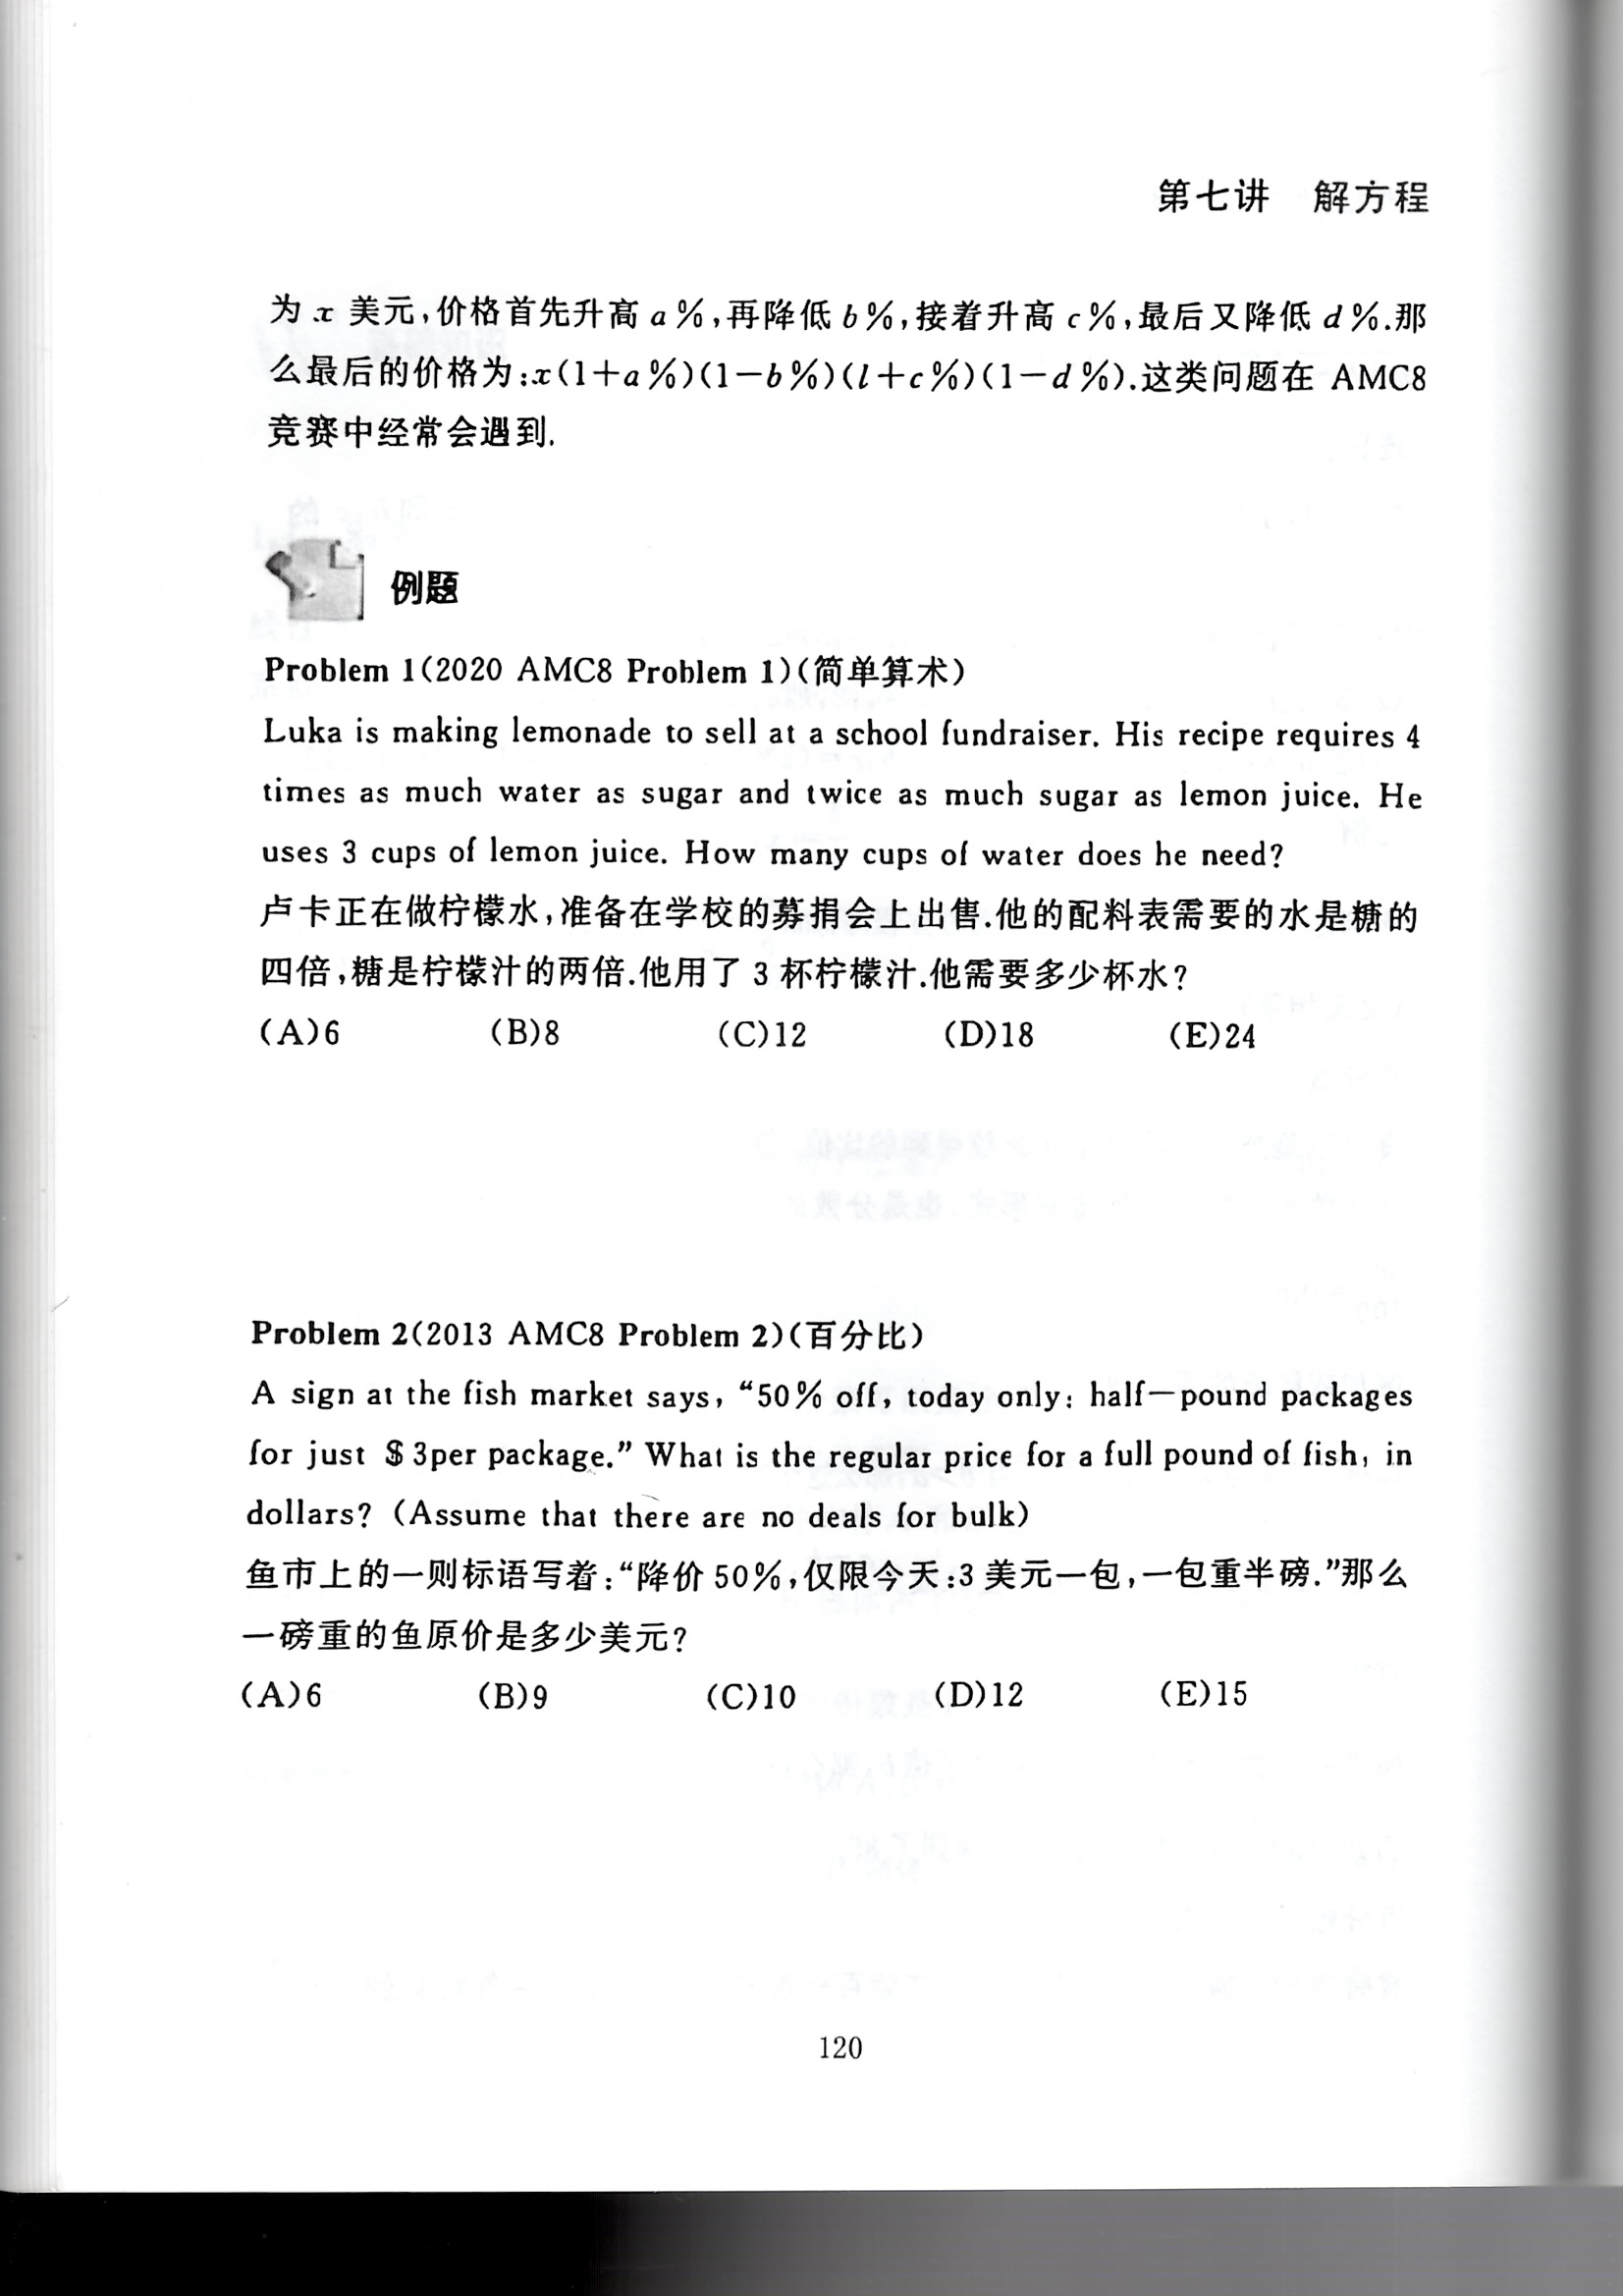 第七讲 解方程
为 x 美元,价格首先升高 a%,再降低 b%,接着升高 c%,最后又降低 d%.那
么最后的价格为:x(1+a%)(1-b%)(l+c%)(1-d%).这类问题在 AMC8
竞赛中经常会遇到.
例题
Problem 1(2020 AMC8 Problem 1)(简单算术)
Luka is making lemonade to sell at a school fundraiser. His recipe requires 4
times as much water as sugar and twice as much sugar as lemon juice. He
uses 3 cups of lemon juice. How many cups of water does he need?
卢卡正在做柠檬水,准备在学校的募捐会上出售.他的配料表需要的水是糖的
四倍,糖是柠檬汁的两倍.他用了 3 杯柠檬汁.他需要多少杯水?
(A)6 (B)8 (C)12 (D)18 (E)24
Problem 2(2013 AMC8 Problem 2)(百分比)
A sign at the fish market says, “50% off, today only: half—pound packages
for just $3per package.” What is the regular price for a full pound of fish, in
dollars? (Assume that there are no deals for bulk)
鱼市上的一则标语写着:“降价 50%,仅限今天:3 美元一包,一包重半磅.”那么
一磅重的鱼原价是多少美元?
(A)6 (B)9 (C)10 (D)12 (E)15
120